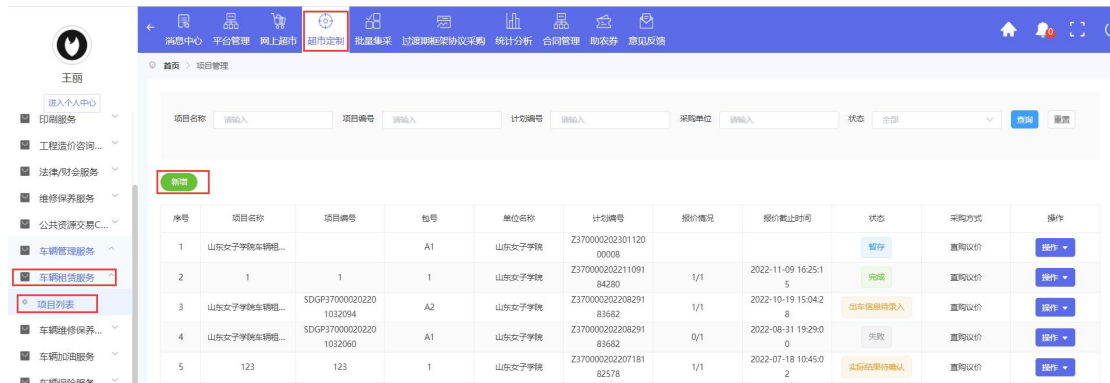 消息中心 平台管理 网上超市 超市定制 批量集采 过渡期框架协议采购 统计分析 合同管理 助农券 意见反馈
0
首页 > 项目管理
王丽
进入个人中心
印刷服务
工程造价咨询...
法律/财会服务
维修保养服务
公共资源交易C...
车辆管理服务
车辆租赁服务
项目列表
车辆维修保养...
车辆加油服务
车辆保险服务
项目名称 请输入 项目编号 请输入 计划编号 请输入 采购单位 请输入 状态 全部 查询 重置
新增
序号 项目名称 项目编号 包号 单位名称 计划编号 报价情况 报价截止时间 状态 采购方式 操作
1 山东女子学院车辆租... A1 山东女子学院 Z370000202301120
00008 暂存 直购议价 操作
2 1 1 1 山东女子学院 Z370000202211091
84280 1/1 2022-11-09 16:25:1
5 完成 直购议价 操作
3 山东女子学院车辆租... SDGP37000020220
1032094 A2 山东女子学院 Z370000202208291
83682 1/1 2022-10-19 15:04:2
8 出车信息待录入 直购议价 操作
4 山东女子学院车辆租... SDGP37000020220
1032060 A1 山东女子学院 Z370000202208291
83682 0/1 2022-08-31 19:29:0
0 失败 直购议价 操作
5 123 123 1 山东女子学院 Z370000202207181
82578 1/1 2022-07-18 10:45:0
2 实际结果待确认 直购议价 操作